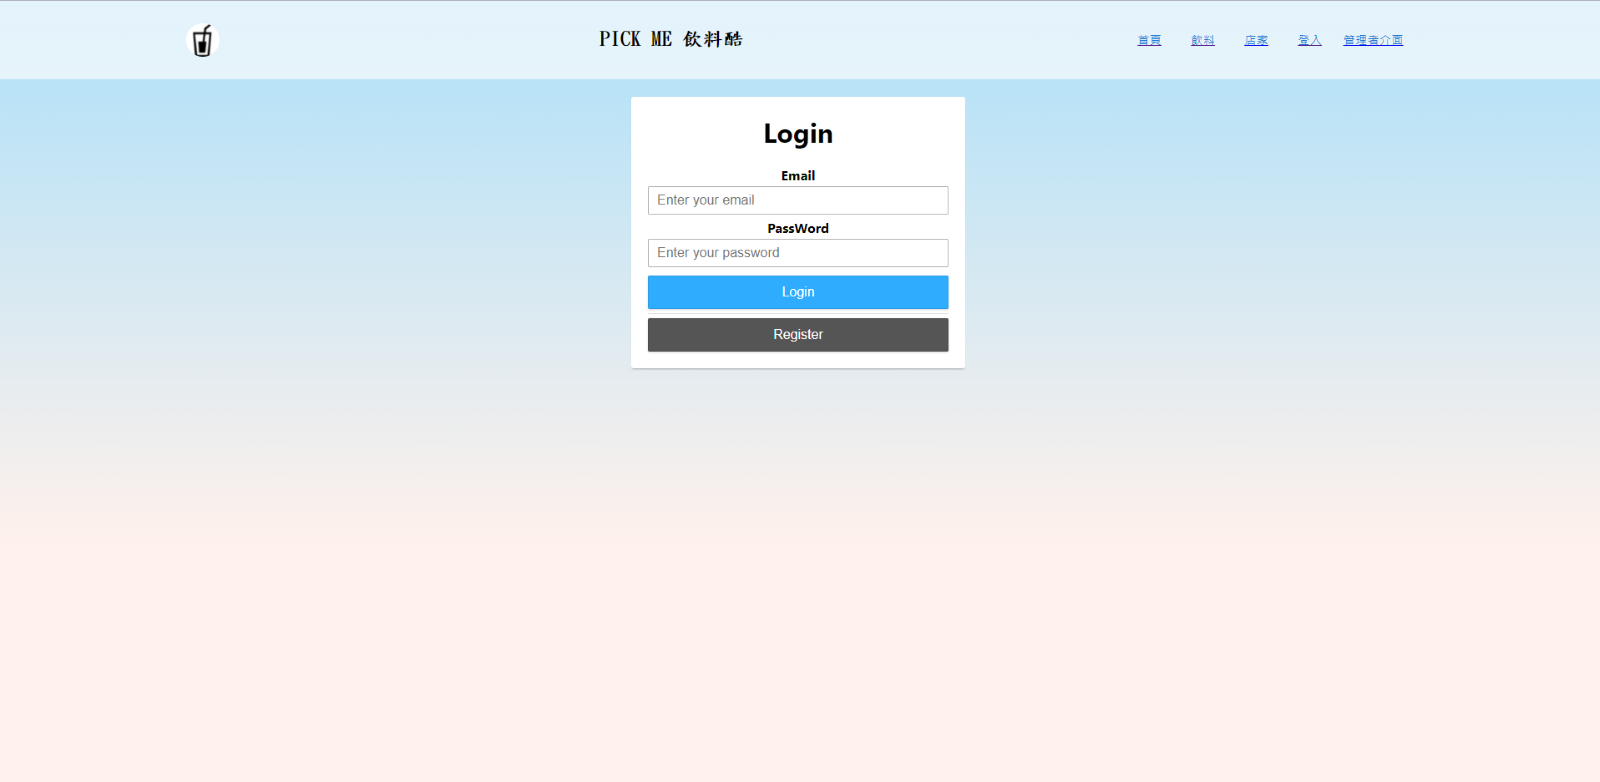 PICK ME 飲料酷
首頁 飲料 店家 登入 管理者介面
Login
Email
Enter your email
PassWord
Enter your password
Login
Register